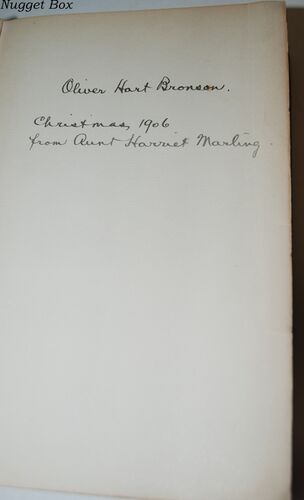 Nugget Box
Oliver Hart Bronson.
Christmas, 1906
from Aunt Harriet Marling.